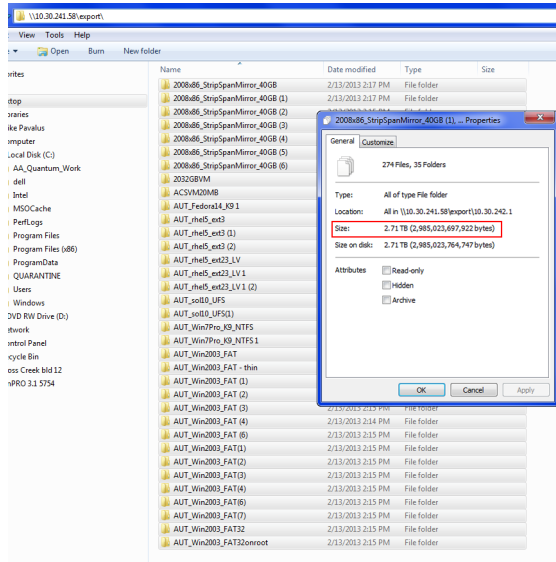 \\10.30.241.58\export\
View Tools Help
Open Burn New folder
Name Date modified Type Size
2008x86_StripSpanMirror_40GB 2/13/2013 2:17 PM File folder
2008x86_StripSpanMirror_40GB (1) 2/13/2013 2:17 PM File folder
2008x86_StripSpanMirror_40GB (2)
2008x86_StripSpanMirror_40GB (3)
2008x86_StripSpanMirror_40GB (4)
2008x86_StripSpanMirror_40GB (5)
2008x86_StripSpanMirror_40GB (6)
2032GBVM
ACSVM20MB
AUT_Fedora14_K9 1
AUT_rhel5_ext3
AUT_rhel5_ext3 (1)
AUT_rhel5_ext3 (2)
AUT_rhel5_ext23_LV
AUT_rhel5_ext23_LV 1
AUT_rhel5_ext23_LV 1 (2)
AUT_sol10_UFS
AUT_sol10_UFS(1)
AUT_Win7Pro_K9_NTFS
AUT_Win7Pro_K9_NTFS 1
AUT_Win2003_FAT
AUT_Win2003_FAT - thin
AUT_Win2003_FAT (1)
AUT_Win2003_FAT (2)
AUT_Win2003_FAT (3) 2/13/2013 2:15 PM File folder
AUT_Win2003_FAT (4) 2/13/2013 2:14 PM File folder
AUT_Win2003_FAT (6) 2/13/2013 2:15 PM File folder
AUT_Win2003_FAT(1) 2/13/2013 2:15 PM File folder
AUT_Win2003_FAT(2) 2/13/2013 2:15 PM File folder
AUT_Win2003_FAT(3) 2/13/2013 2:15 PM File folder
AUT_Win2003_FAT(4) 2/13/2013 2:15 PM File folder
AUT_Win2003_FAT(6) 2/13/2013 2:15 PM File folder
AUT_Win2003_FAT(7) 2/13/2013 2:15 PM File folder
AUT_Win2003_FAT32 2/13/2013 2:15 PM File folder
AUT_Win2003_FAT32onroot 2/13/2013 2:15 PM File folder
orites
ktop
oraries
ike Pavalus
omputer
Local Disk (C:)
AA_Quantum_Work
dell
Intel
MSOCache
PerfLogs
Program Files
Program Files (x86)
ProgramData
QUARANTINE
Users
Windows
DVD RW Drive (D:)
etwork
ontrol Panel
ecycle Bin
oss Creek bld 12
nPRO 3.1 5754
2008x86_StripSpanMirror_40GB (1), ... Properties
General Customize
274 Files, 35 Folders
Type: All of type File folder
Location: All in \\10.30.241.58\export\10.30.242.1
Size: 2.71 TB (2,985,023,697,922 bytes)
Size on disk: 2.71 TB (2,985,023,764,747 bytes)
Attributes Read-only
Hidden
Archive
OK Cancel Apply